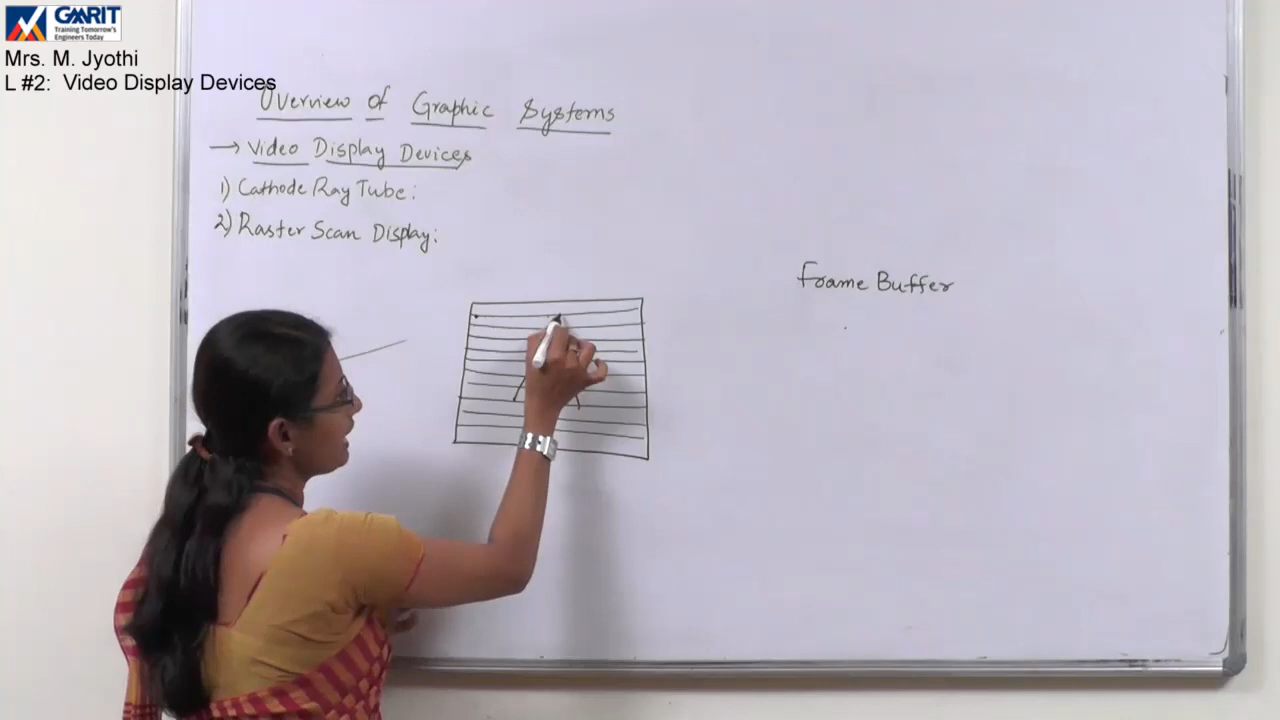 GMRIT
Training Tomorrow's
Engineers Today
Mrs. M. Jyothi
L #2: Video Display Devices
Overview of Graphic Systems
→ Video Display Devices
1) Cathode Ray Tube:
2) Raster Scan Display:
Frame Buffer